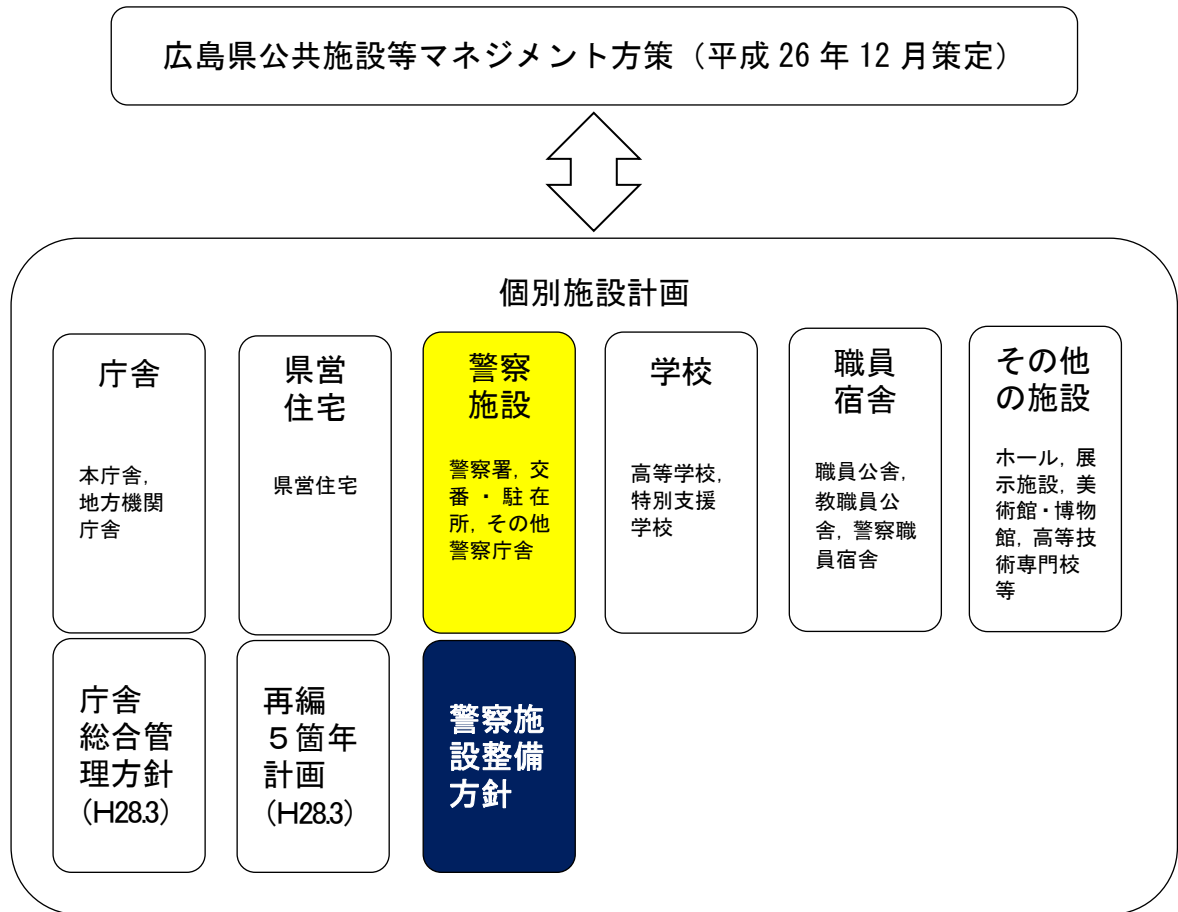 広島県公共施設等マネジメント方策（平成 26 年 12 月策定）
個別施設計画
庁舎
本庁舎，
地方機関
庁舎
県営
住宅
県営住宅
警察
施設
警察署，交
番・駐在
所，その他
警察庁舎
学校
高等学校，
特別支援
学校
職員
宿舎
職員公舎，
教職員公
舎，警察職
員宿舎
その他
の施設
ホール，展
示施設，美
術館・博物
館，高等技
術専門校
等
庁舎
総合管
理方針
（H28.3）
再編
５箇年
計画
（H28.3）
警察施
設整備
方針